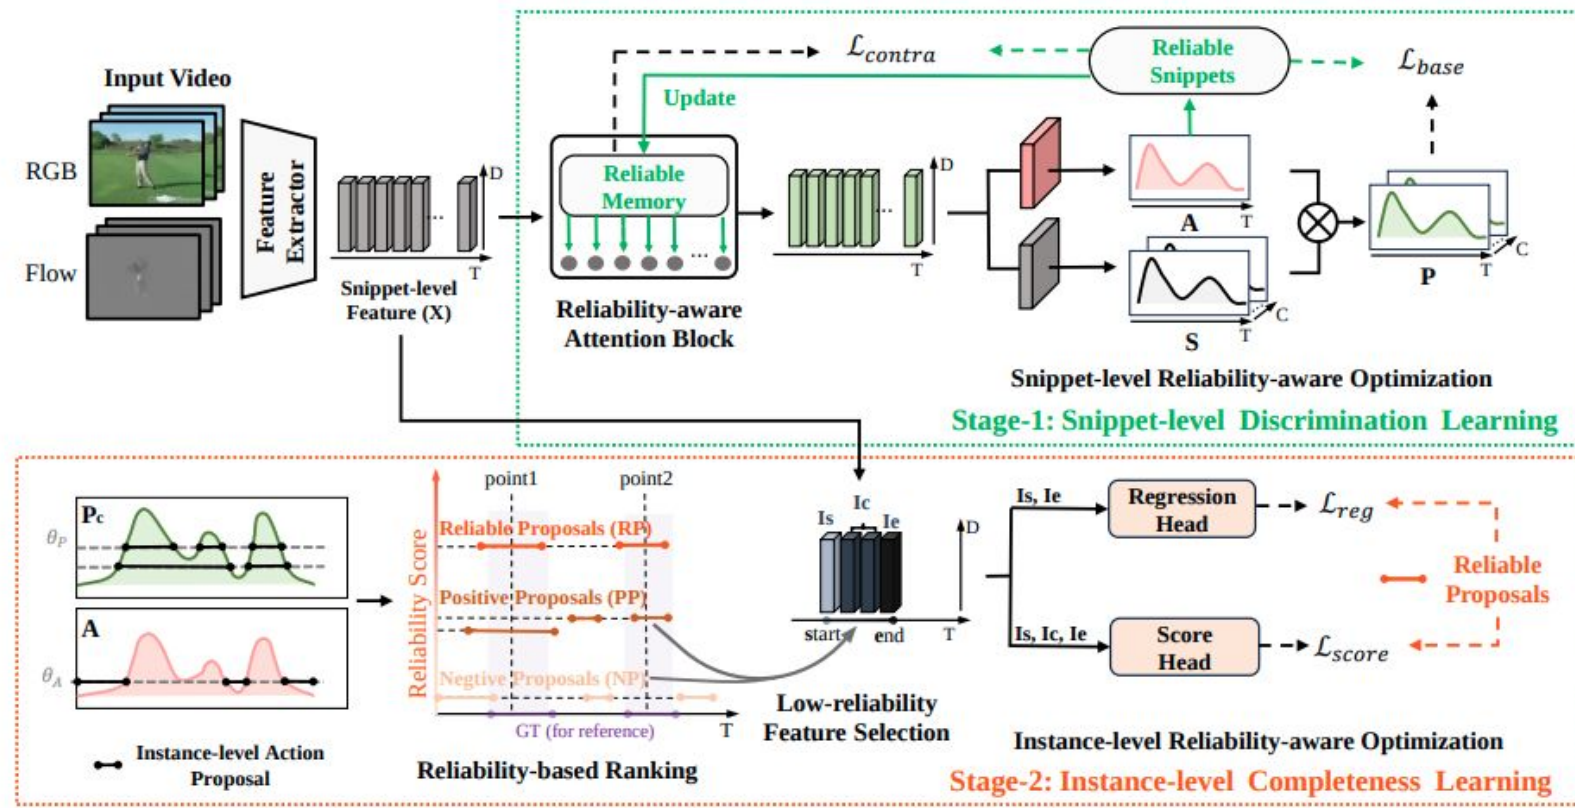 Input Video
RGB
Flow
Feature
Extractor
D
...
T
Snippet-level
Feature (X)
ℒcontra
Reliable
Snippets
ℒbase
Update
Reliable
Memory
...
Reliability-aware
Attention Block
D
...
T
A
T
S
T
C
P
T
C
Snippet-level Reliability-aware Optimization
Stage-1: Snippet-level Discrimination Learning
Pc
θP
A
θA
Instance-level Action
Proposal
Reliability Score
point1
point2
Reliable Proposals (RP)
Positive Proposals (PP)
Negtive Proposals (NP)
GT (for reference)
T
Reliability-based Ranking
Is
Ic
Ie
D
start
end
T
Low-reliability
Feature Selection
Is, Ie
Regression
Head
ℒreg
Is, Ic, Ie
Score
Head
ℒscore
Reliable
Proposals
Instance-level Reliability-aware Optimization
Stage-2: Instance-level Completeness Learning